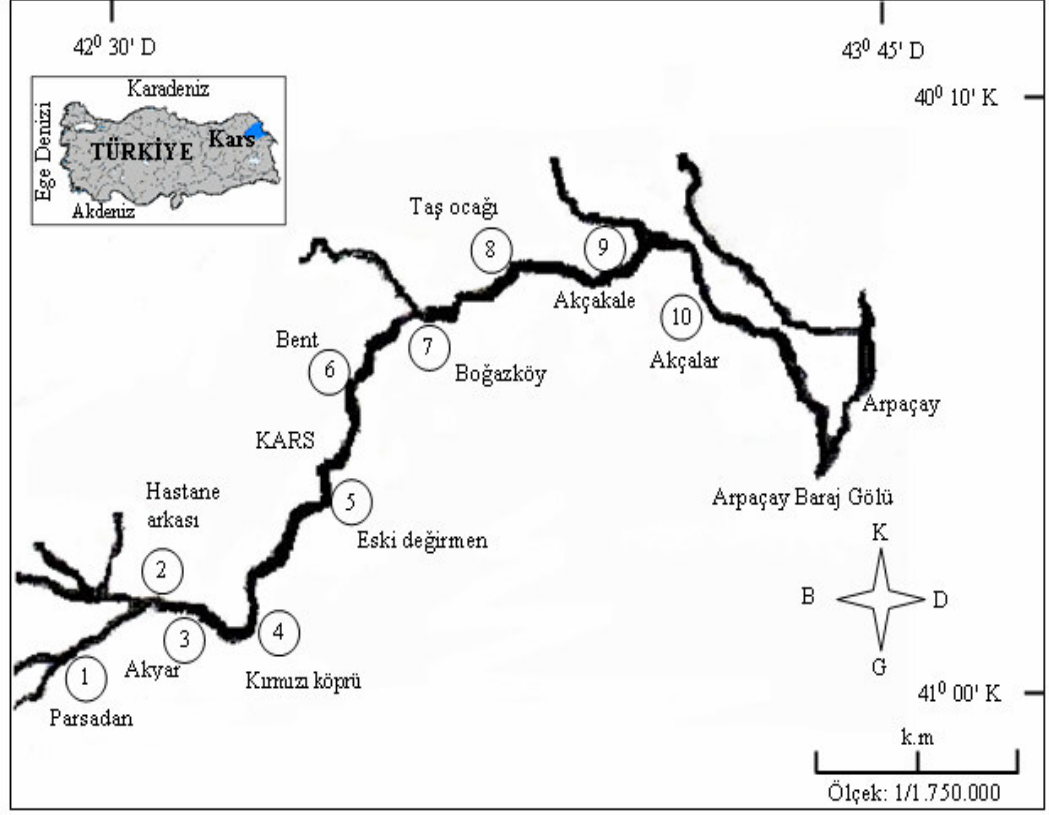 42⁰ 30' D
43⁰ 45' D
40⁰ 10' K
Karadeniz
Ege Denizi
TÜRKİYE
Kars
Akdeniz
Taş ocağı
8
9
Akçakale
10
Akçalar
Bent
6
7
Boğazköy
Arpaçay
KARS
Arpaçay Baraj Gölü
Hastane
arkası
5
Eski değirmen
K
B
D
G
2
3
4
Akyar
1
Kırmızı köprü
Parsadan
41⁰ 00' K
k.m
Ölçek: 1/1.750.000